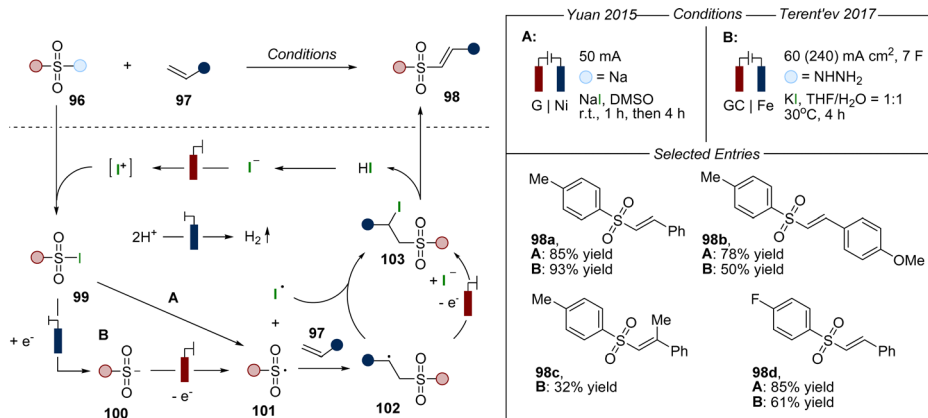 Yuan 2015 Conditions Terent'ev 2017
A:
50 mA
= Na
G | Ni
NaI, DMSO
r.t., 1 h, then 4 h
B:
60 (240) mA cm², 7 F
= NHNH₂
GC | Fe
KI, THF/H₂O = 1:1
30°C, 4 h
O
S
O
96
+
97
Conditions
O
S
O
98
[I⁺]
I⁻
HI
2H⁺
H₂↑
O
S I
O
99
A
I•
+
97
I
O
S
O
103
+ I⁻
- e⁻
+ e⁻
B
O
S –
O
100
- e⁻
O
S •
O
101
•
O
S
O
102
Selected Entries
Me
O
S
O
Ph
98a,
A: 85% yield
B: 93% yield
Me
O
S
O
OMe
98b,
A: 78% yield
B: 50% yield
Me
O
S
O
Me
Ph
98c,
B: 32% yield
F
O
S
O
Ph
98d,
A: 85% yield
B: 61% yield